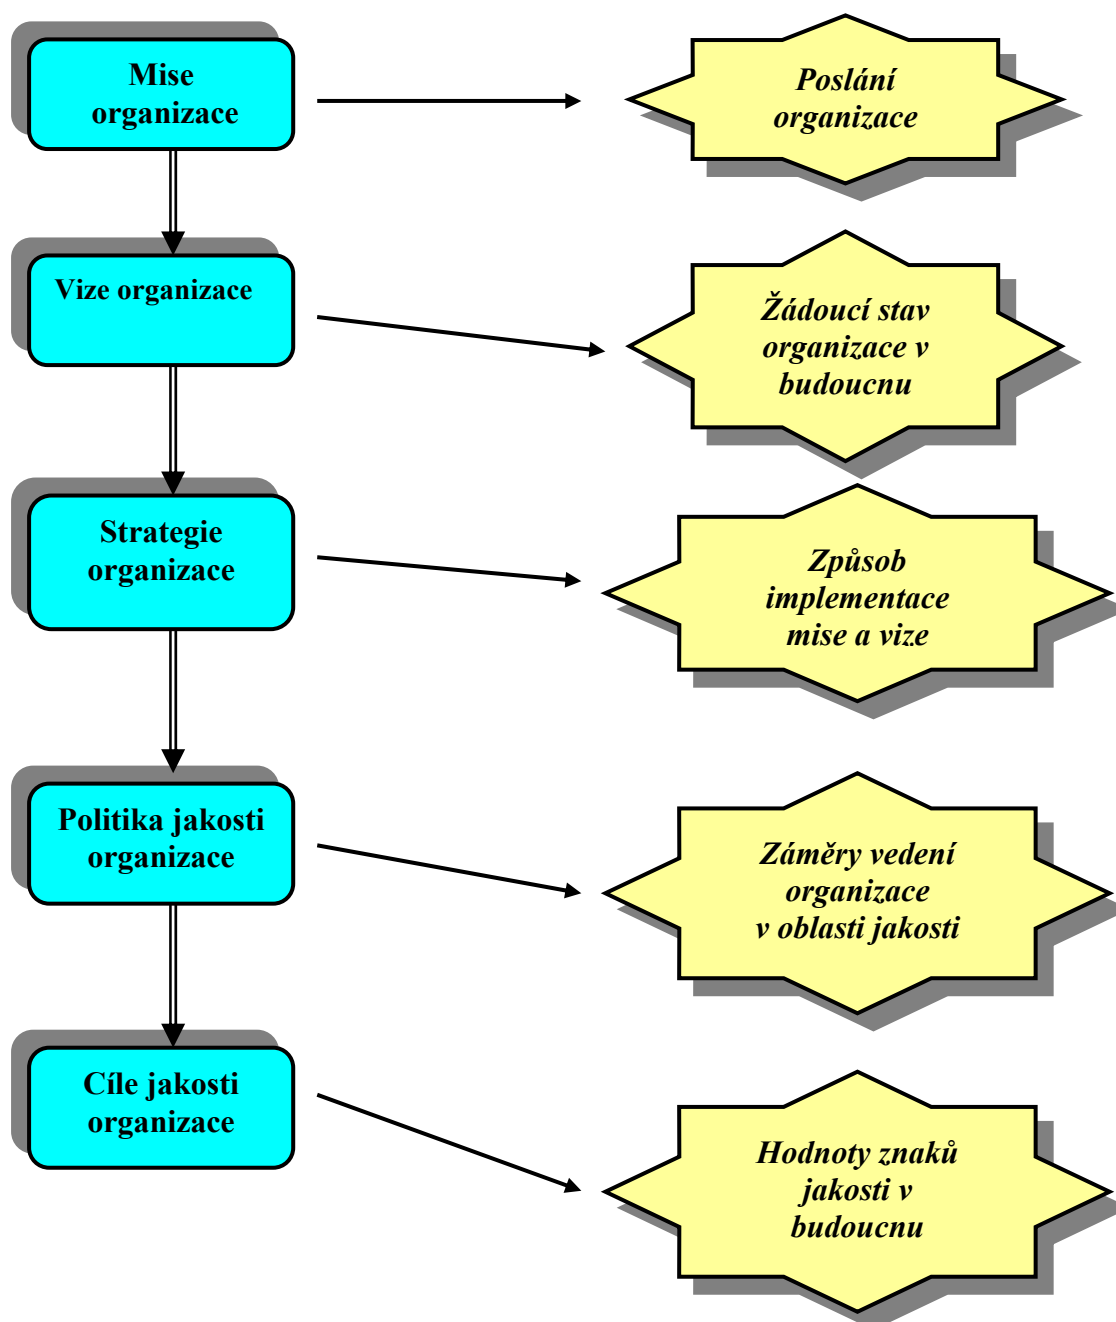 Mise
organizace
Poslání
organizace
Vize organizace
Žádoucí stav
organizace v
budoucnu
Strategie
organizace
Způsob
implementace
mise a vize
Politika jakosti
organizace
Záměry vedení
organizace
v oblasti jakosti
Cíle jakosti
organizace
Hodnoty znaků
jakosti v
budoucnu